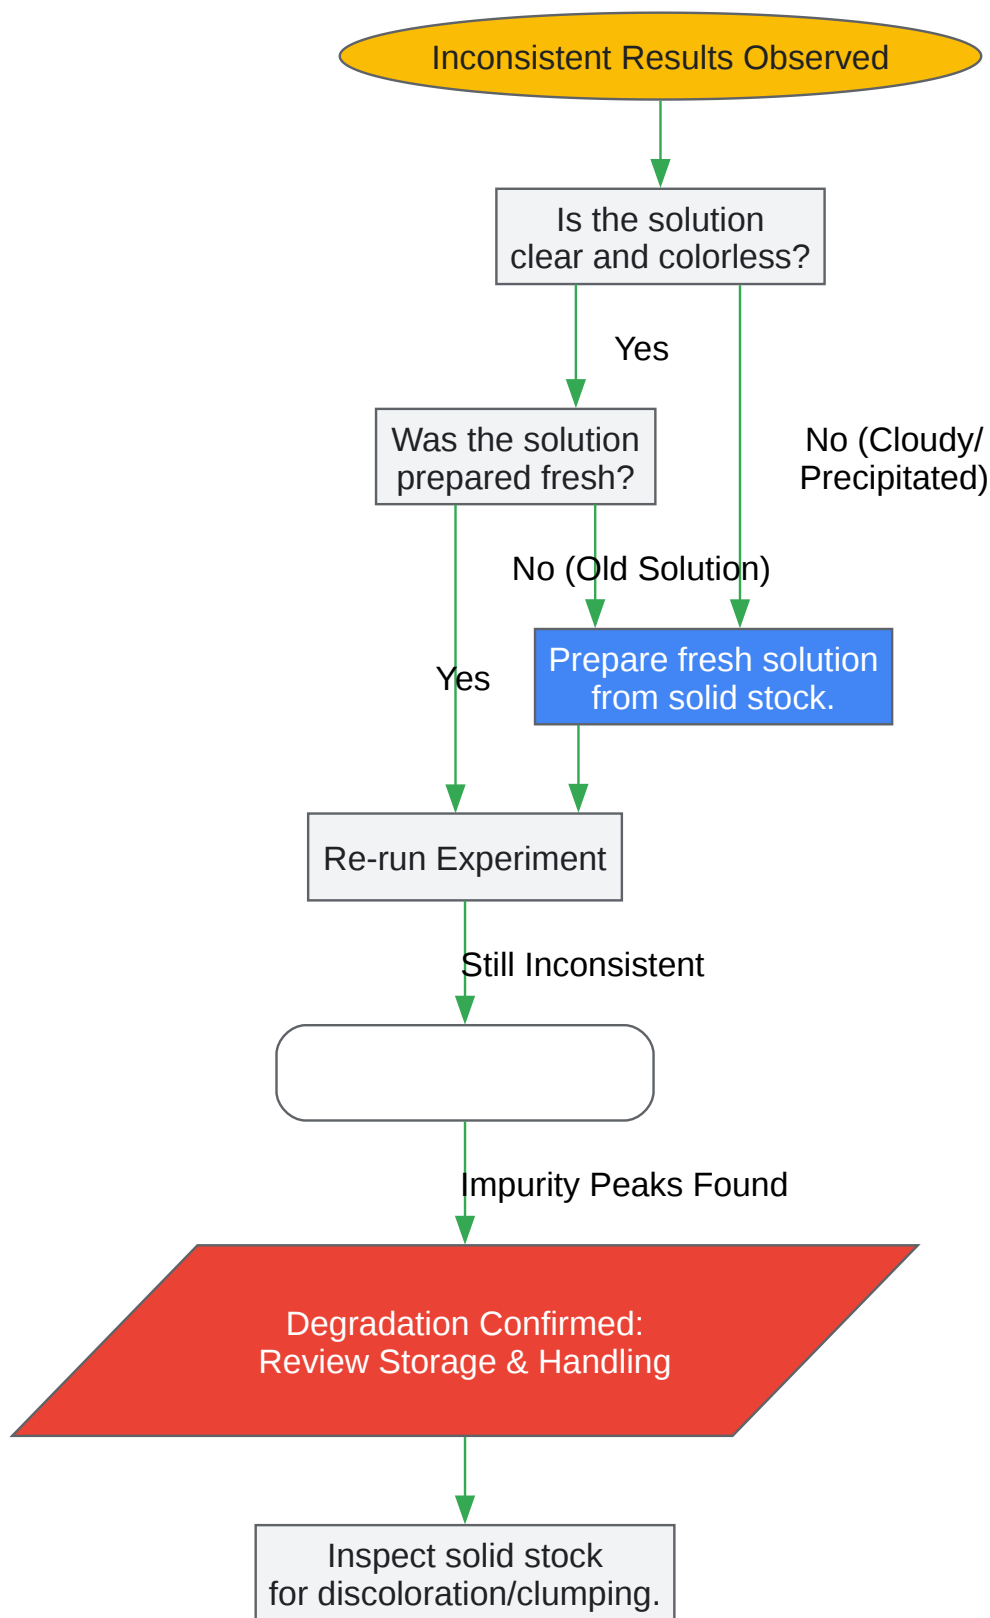 Inconsistent Results Observed
Is the solution
clear and colorless?
Yes
Was the solution
prepared fresh?
No (Cloudy/
Precipitated)
No (Old Solution)
Prepare fresh solution
from solid stock.
Yes
Re-run Experiment
Still Inconsistent
Impurity Peaks Found
Degradation Confirmed:
Review Storage & Handling
Inspect solid stock
for discoloration/clumping.